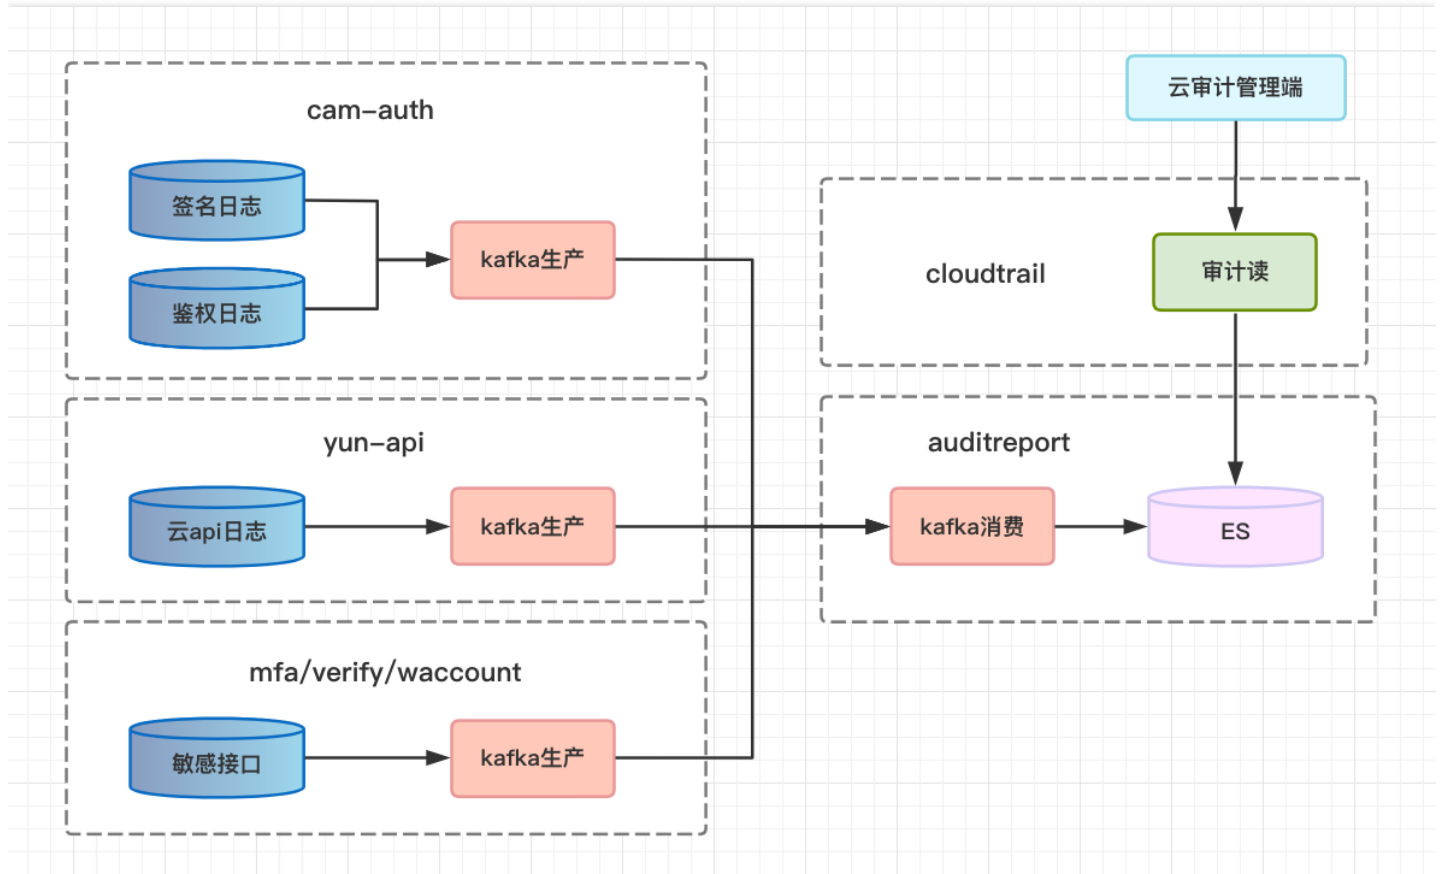 cam-auth
签名日志
鉴权日志
kafka生产
yun-api
云api日志
kafka生产
mfa/verify/waccount
敏感接口
kafka生产
云审计管理端
cloudtrail
审计读
auditreport
kafka消费
ES